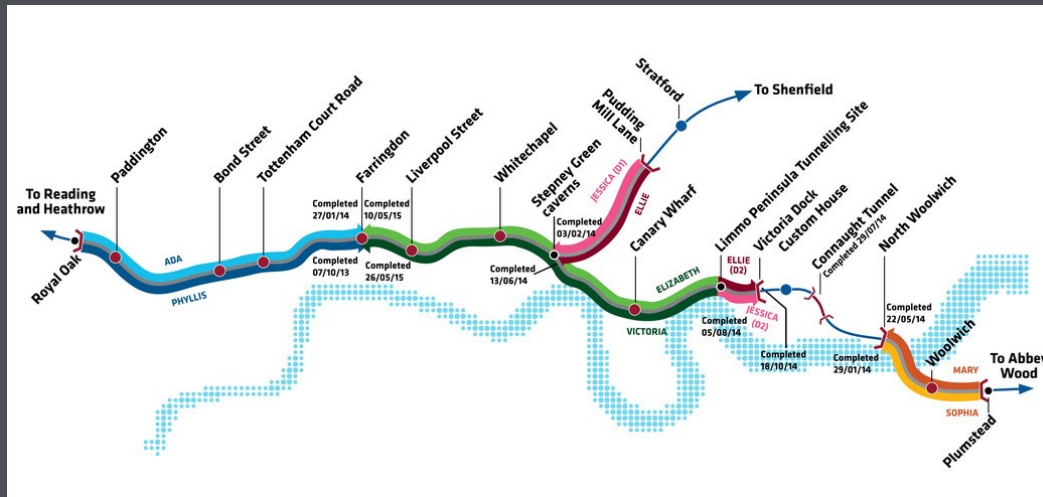 To Reading
and Heathrow
Royal Oak
Paddington
ADA
PHYLLIS
Bond Street
Tottenham Court Road
Farringdon
Completed
27/01/14
Completed
10/05/15
Completed
07/10/13
Completed
26/05/15
Liverpool Street
Whitechapel
Stepney Green
caverns
Completed
03/02/14
Completed
13/06/14
JESSICA (D1)
ELLIE
Pudding
Mill Lane
Stratford
To Shenfield
Canary Wharf
ELIZABETH
VICTORIA
Limmo Peninsula Tunnelling Site
ELLIE
(D2)
JESSICA
(D2)
Completed
05/08/14
Victoria Dock
Completed
18/10/14
Custom House
Connaught Tunnel
Completed 29/07/14
North Woolwich
Completed
22/05/14
Completed
29/01/14
Woolwich
MARY
SOPHIA
To Abbey
Wood
Plumstead